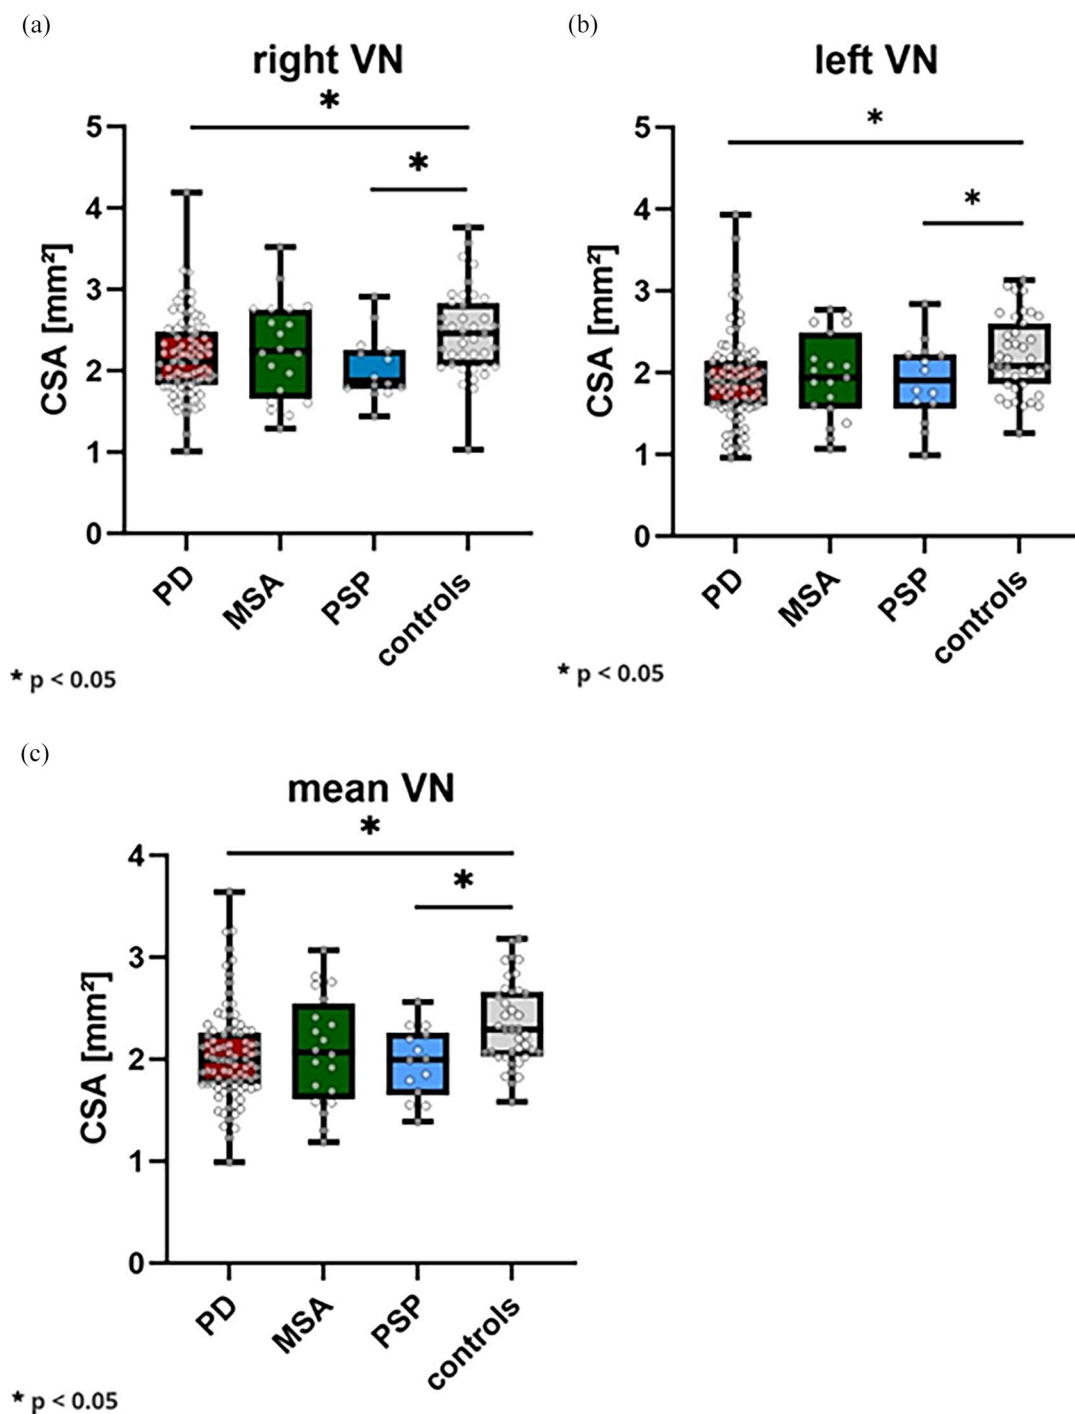 (a)
right VN
*
*
CSA [mm²]
5
4
3
2
1
0
PD
MSA
PSP
controls
* p < 0.05
(b)
left VN
*
*
CSA [mm²]
5
4
3
2
1
0
PD
MSA
PSP
controls
* p < 0.05
(c)
mean VN
*
*
CSA [mm²]
4
3
2
1
0
PD
MSA
PSP
controls
* p < 0.05